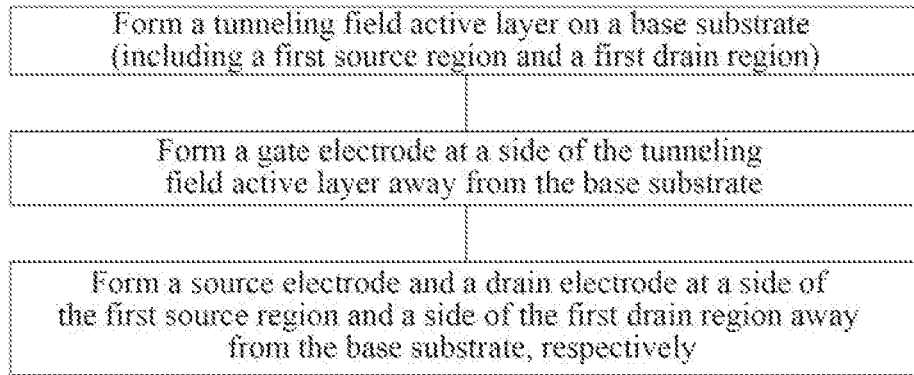 Form a tunneling field active layer on a base substrate
(including a first source region and a first drain region)
Form a gate electrode at a side of the tunneling
field active layer away from the base substrate
Form a source electrode and a drain electrode at a side of
the first source region and a side of the first drain region away
from the base substrate, respectively